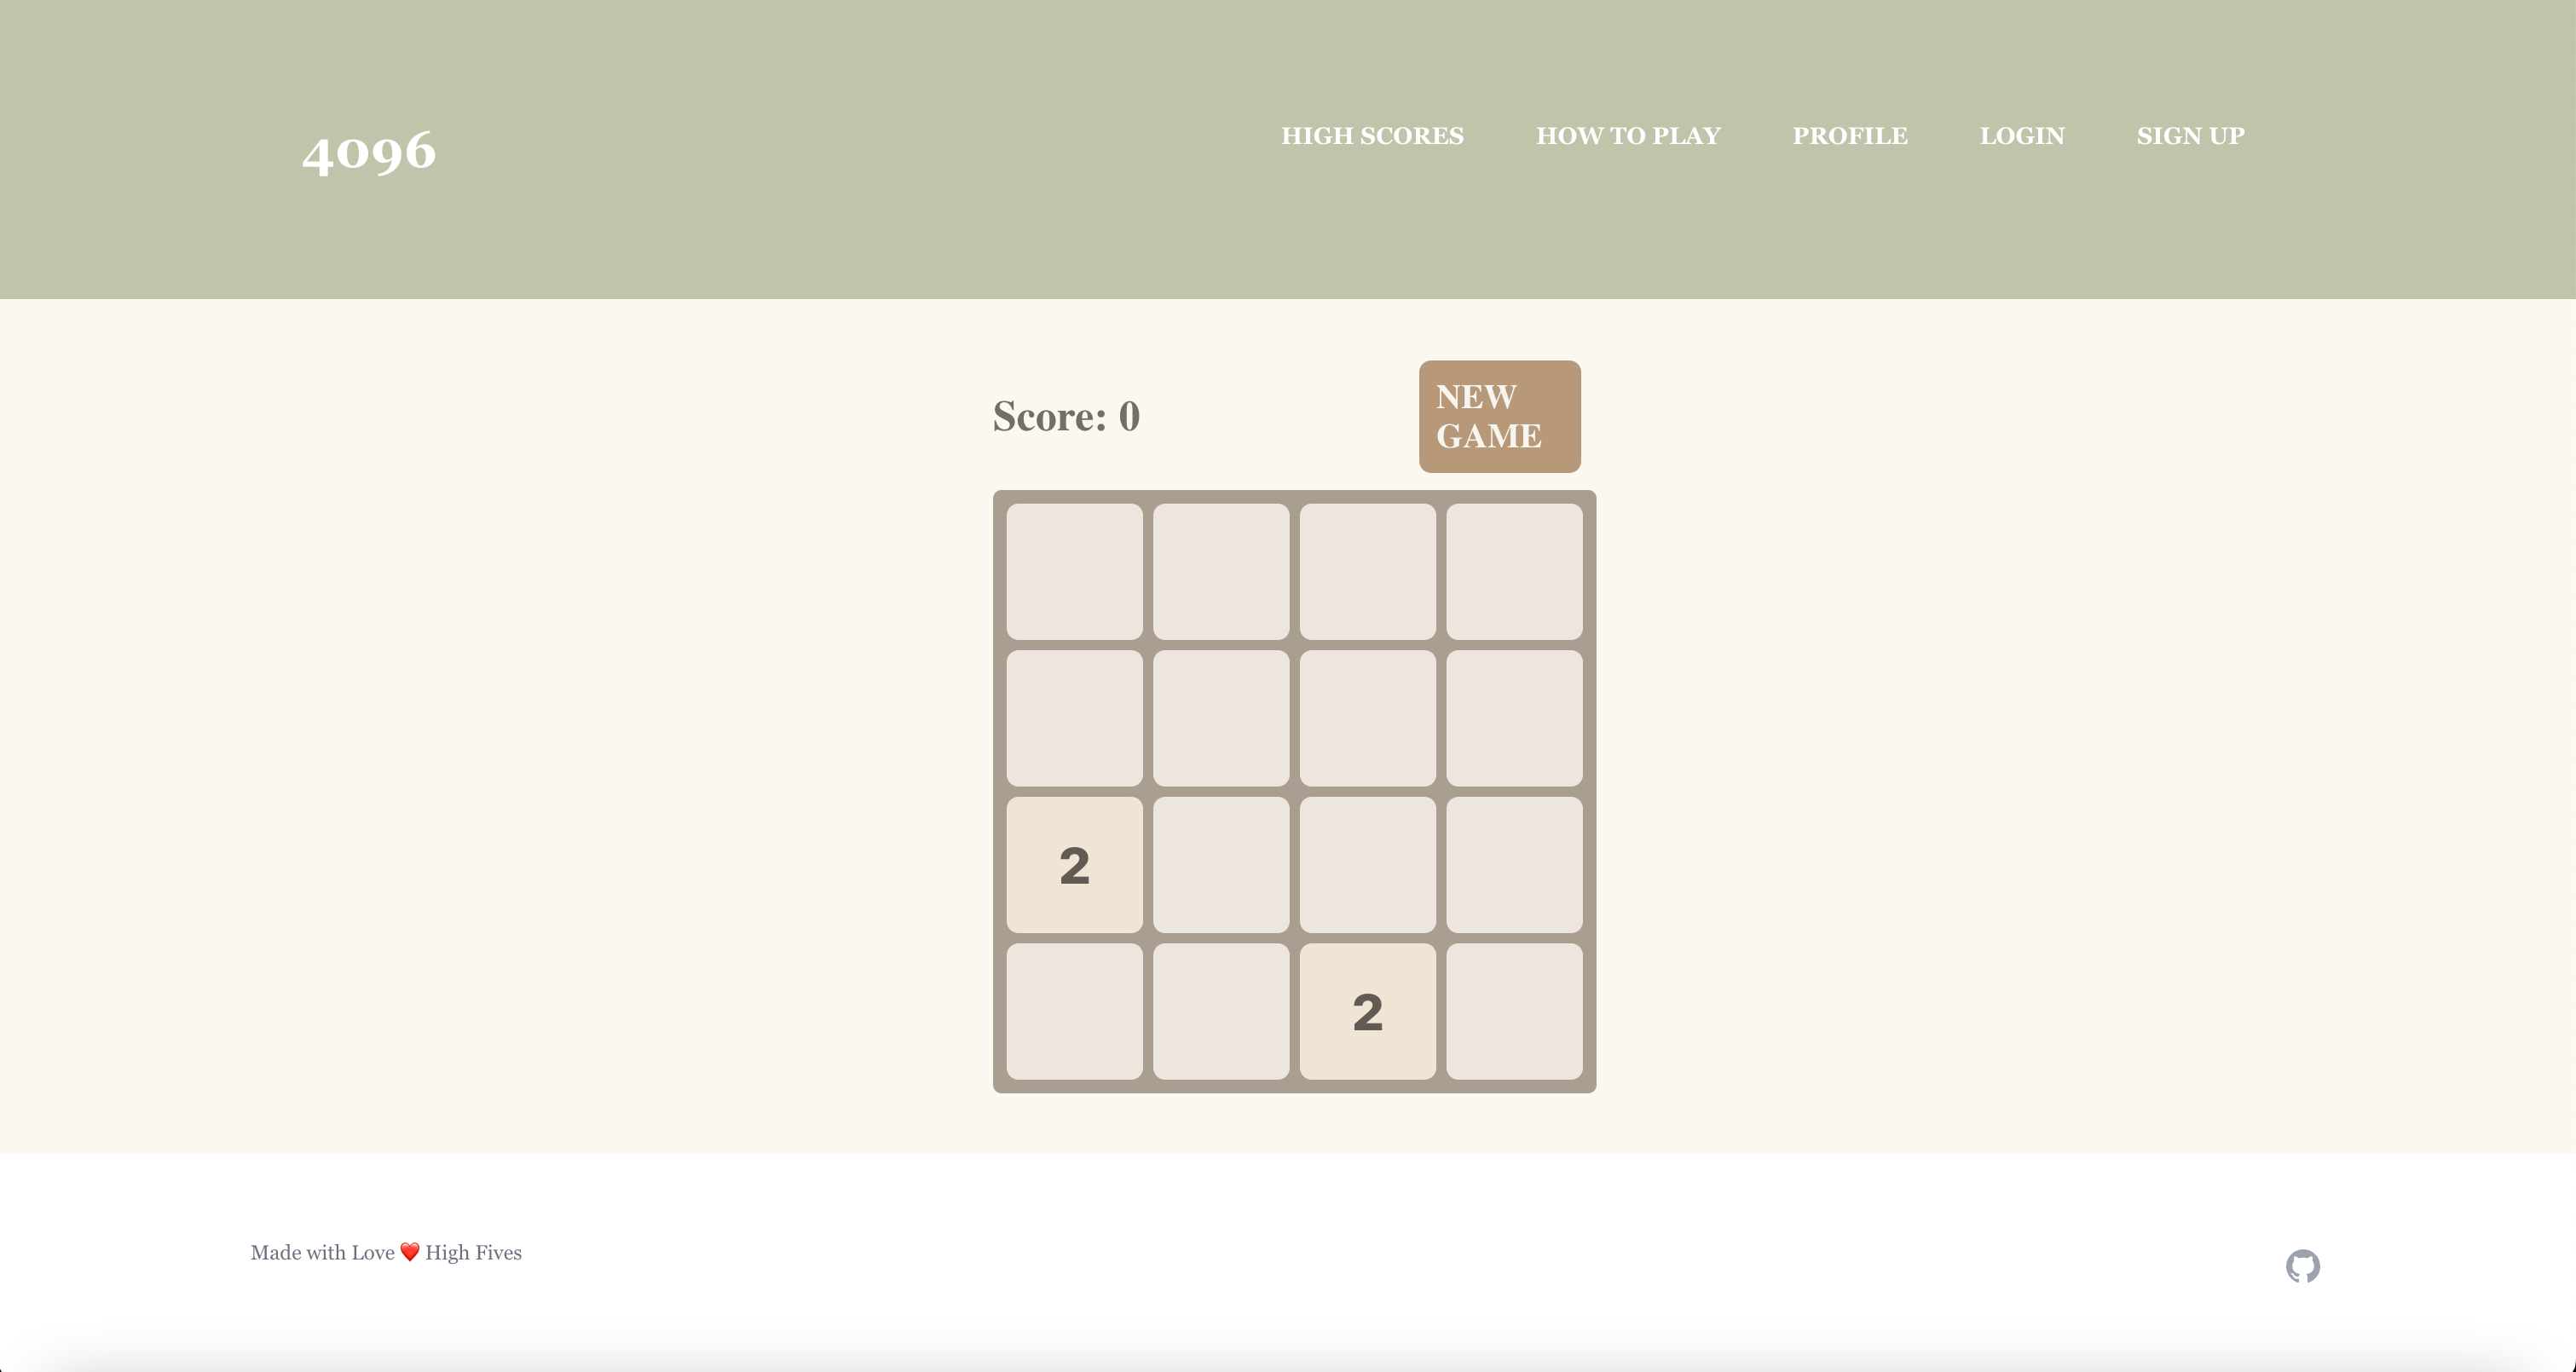 4096
HIGH SCORES
HOW TO PLAY
PROFILE
LOGIN
SIGN UP
Score: 0
NEW
GAME
2
2
Made with Love ❤️ High Fives